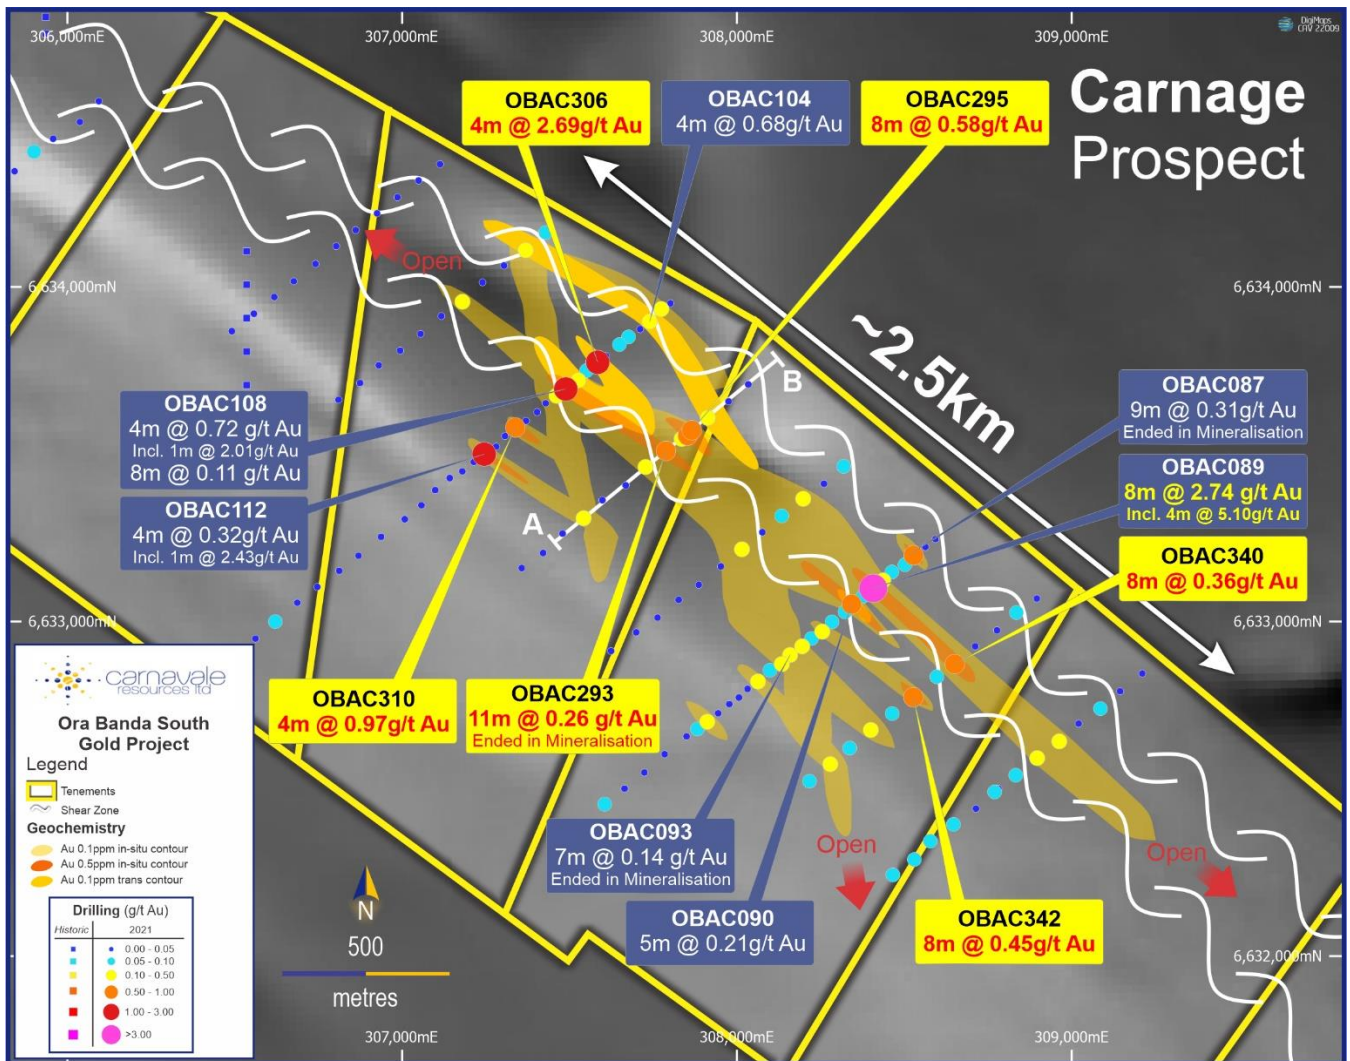 306,000mE
307,000mE
308,000mE
309,000mE
DigiMaps
CAV 22009
Carnage
Prospect
OBAC306
4m @ 2.69g/t Au
OBAC104
4m @ 0.68g/t Au
OBAC295
8m @ 0.58g/t Au
Open
6,634,000mN
6,634,000mN
~2.5km
B
A
OBAC108
4m @ 0.72 g/t Au
Incl. 1m @ 2.01g/t Au
8m @ 0.11 g/t Au
OBAC112
4m @ 0.32g/t Au
Incl. 1m @ 2.43g/t Au
OBAC087
9m @ 0.31g/t Au
Ended in Mineralisation
OBAC089
8m @ 2.74 g/t Au
Incl. 4m @ 5.10g/t Au
OBAC340
8m @ 0.36g/t Au
6,633,000mN
6,633,000mN
OBAC310
4m @ 0.97g/t Au
OBAC293
11m @ 0.26 g/t Au
Ended in Mineralisation
OBAC093
7m @ 0.14 g/t Au
Ended in Mineralisation
OBAC090
5m @ 0.21g/t Au
Open
OBAC342
8m @ 0.45g/t Au
Open
6,632,000mN
carnavale
resources ltd
Ora Banda South
Gold Project
Legend
Tenements
Shear Zone
Geochemistry
Au 0.1ppm in-situ contour
Au 0.5ppm in-situ contour
Au 0.1ppm trans contour
Drilling (g/t Au)
Historic 2021
0.00 - 0.05
0.05 - 0.10
0.10 - 0.50
0.50 - 1.00
1.00 - 3.00
>3.00
N
500
metres
307,000mE
308,000mE
309,000mE